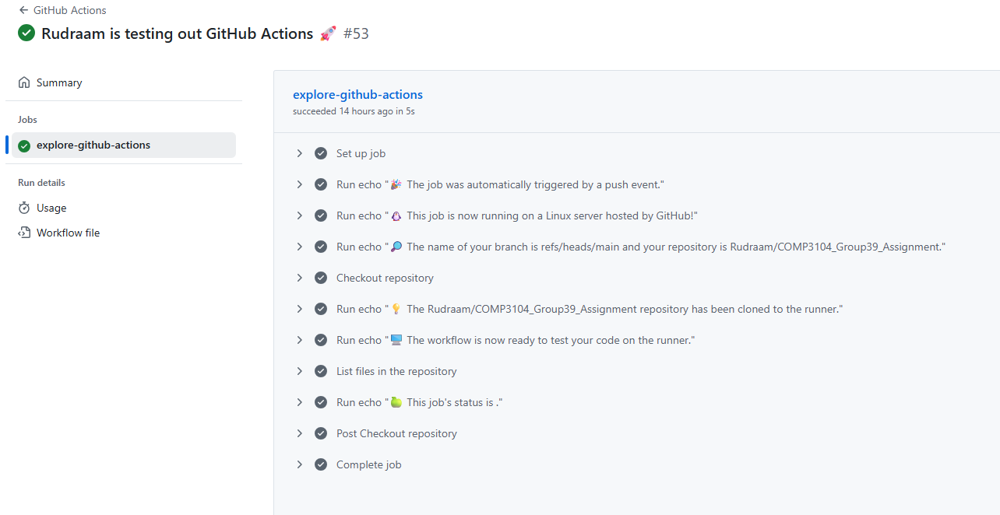 GitHub Actions
Rudraam is testing out GitHub Actions 🚀 #53
Summary
Jobs
explore-github-actions
Run details
Usage
Workflow file
explore-github-actions
succeeded 14 hours ago in 5s
Set up job
Run echo "🎉 The job was automatically triggered by a push event."
Run echo "🐧 This job is now running on a Linux server hosted by GitHub!"
Run echo "🔎 The name of your branch is refs/heads/main and your repository is Rudraam/COMP3104_Group39_Assignment."
Checkout repository
Run echo "💡 The Rudraam/COMP3104_Group39_Assignment repository has been cloned to the runner."
Run echo "🖥️ The workflow is now ready to test your code on the runner."
List files in the repository
Run echo "🍏 This job's status is ."
Post Checkout repository
Complete job